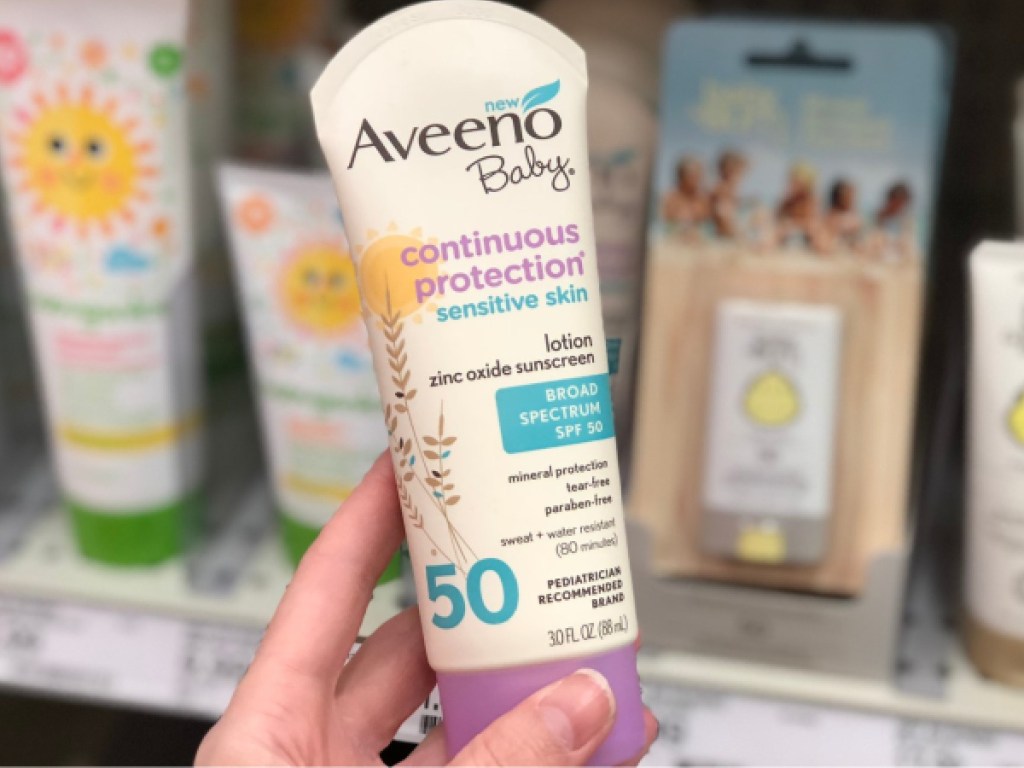 new
Aveeno
Baby®
continuous
protection®
sensitive skin
lotion
zinc oxide sunscreen
BROAD
SPECTRUM
SPF 50
mineral protection
tear-free
paraben-free
sweat + water resistant
(80 minutes)
50
PEDIATRICIAN
RECOMMENDED
BRAND
3.0 FL. OZ. (88 mL)